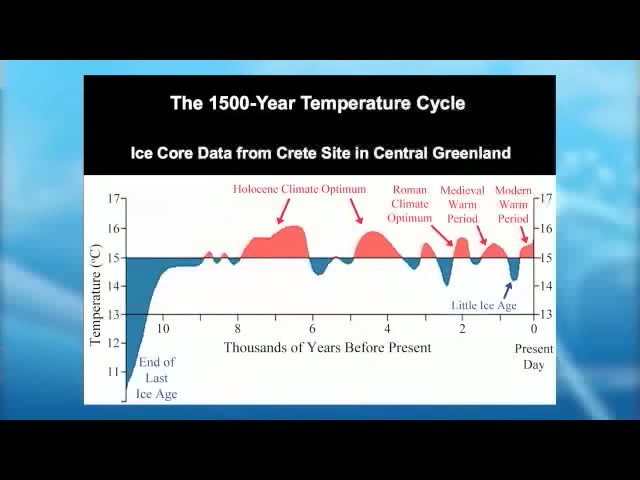 The 1500-Year Temperature Cycle
Ice Core Data from Crete Site in Central Greenland
17
16
15
14
13
12
11
Temperature (°C)
Holocene Climate Optimum
Roman
Climate
Optimum
Medieval
Warm
Period
Modern
Warm
Period
17
16
15
14
13
Little Ice Age
End of
Last
Ice Age
10
8
6
4
2
0
Thousands of Years Before Present
Present
Day